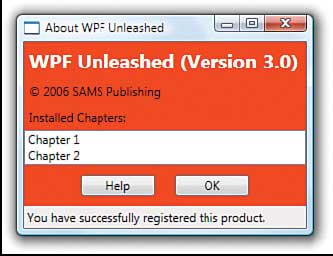 About WPF Unleashed
WPF Unleashed (Version 3.0)
© 2006 SAMS Publishing
Installed Chapters:
Chapter 1
Chapter 2
Help
OK
You have successfully registered this product.